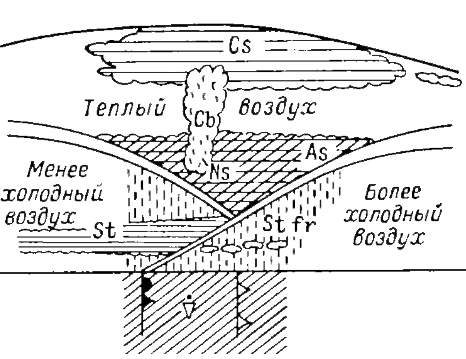 Cs
Теплый воздух
Cb
As
Ns
Менее
холодный
воздух
Более
холодный
воздух
St
St fr